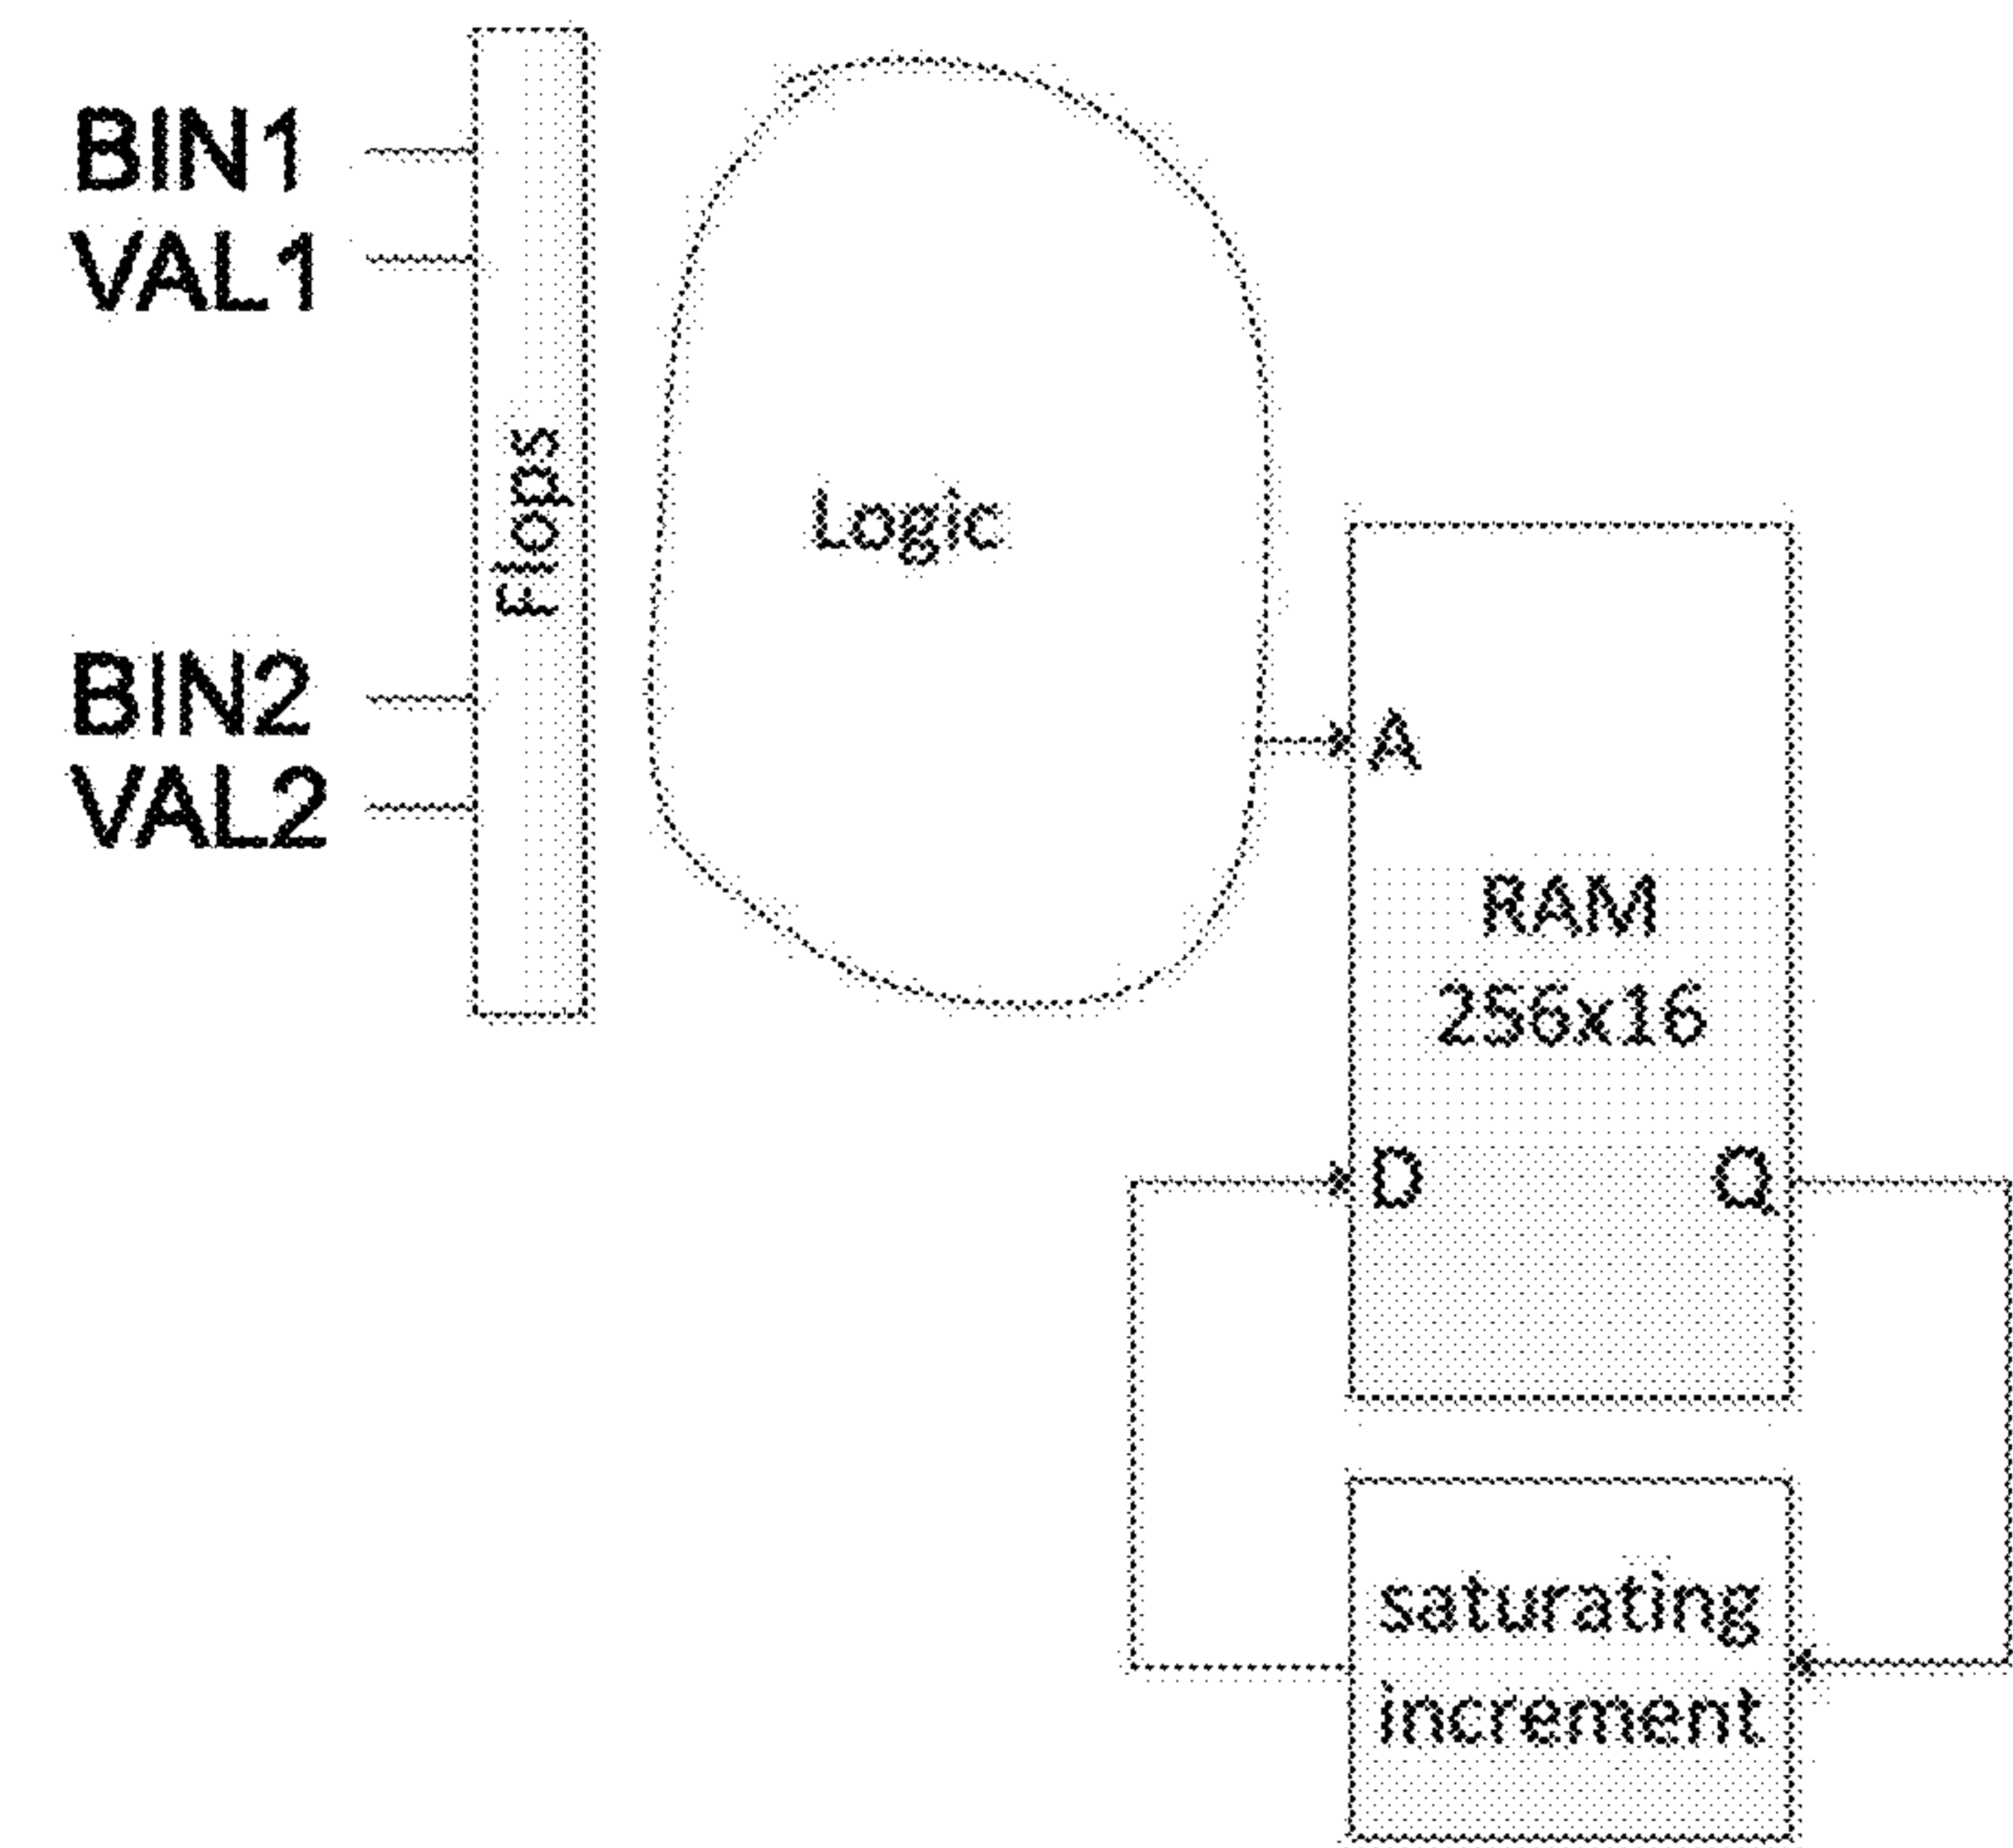 BIN1
VAL1
Flops
BIN2
VAL2
Logic
A
RAM
256x16
D
Q
saturating
increment